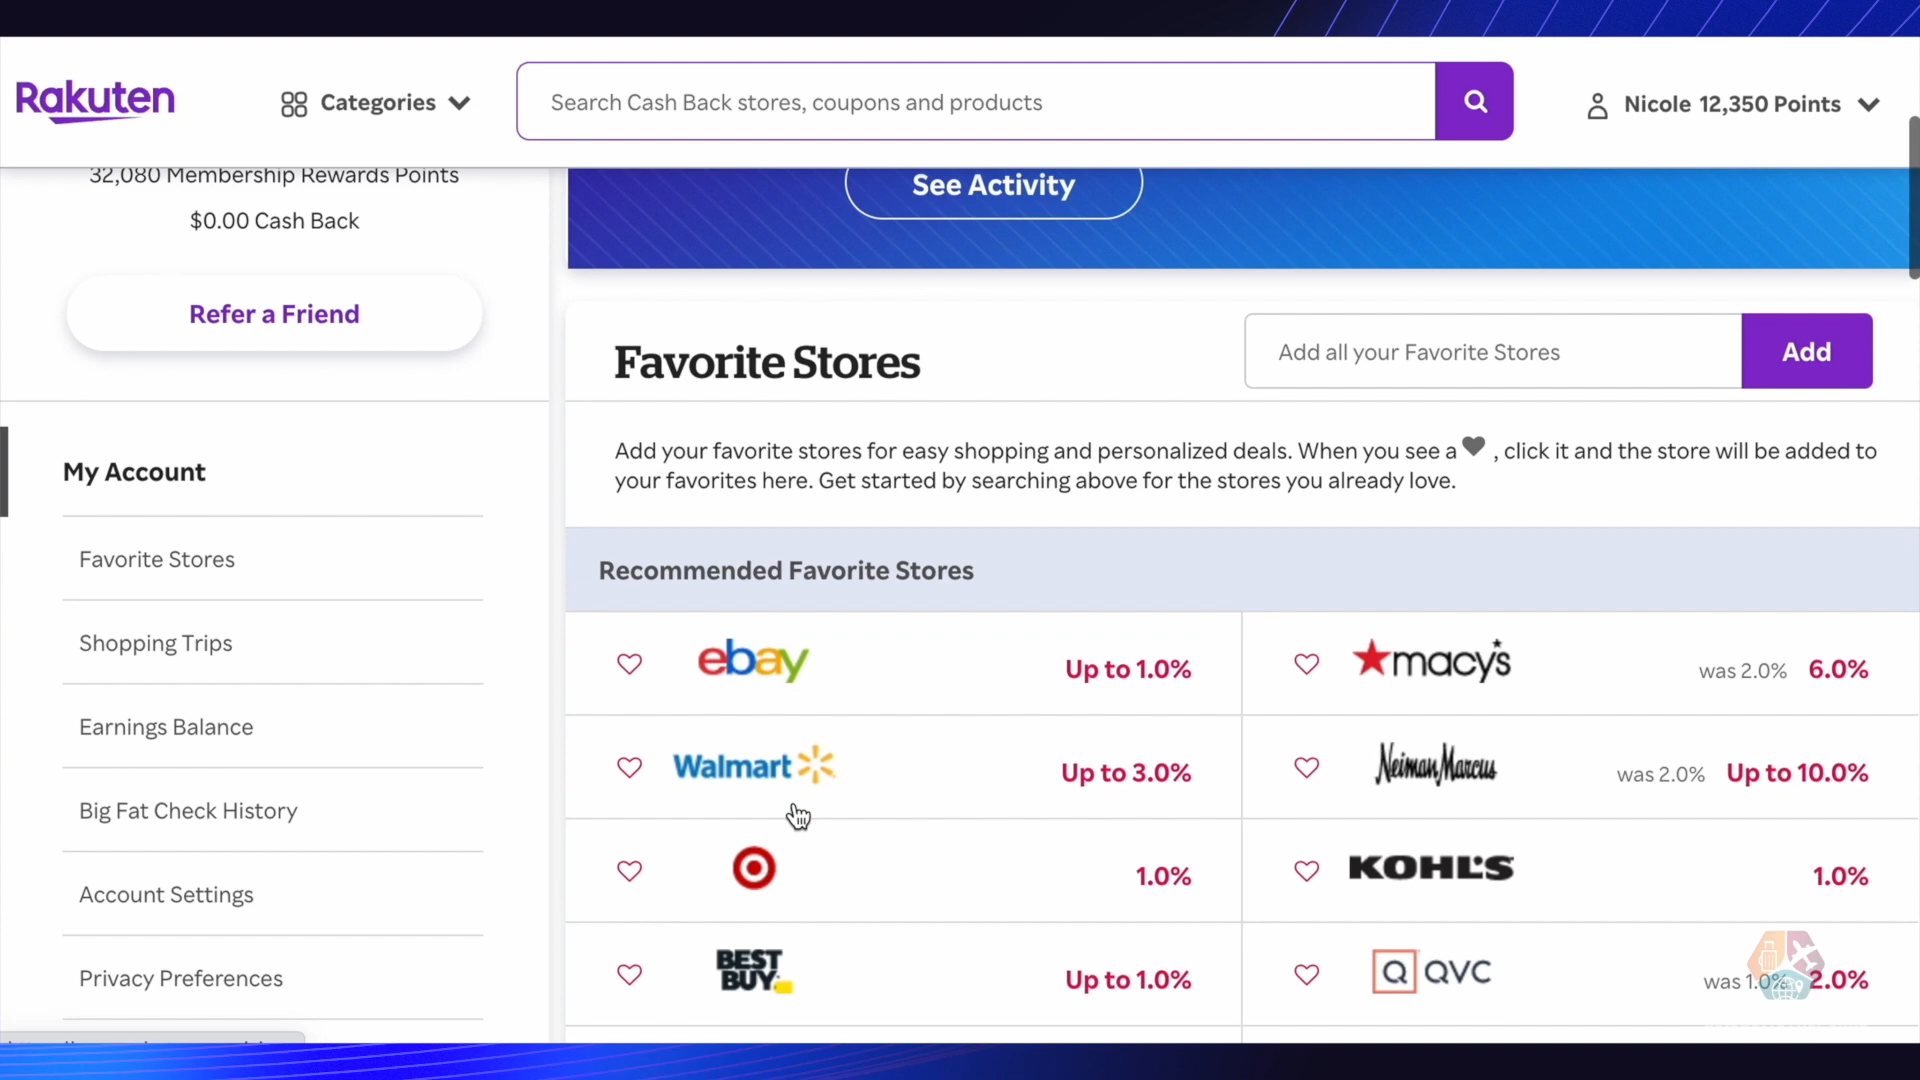 Rakuten
Categories
Search Cash Back stores, coupons and products
Nicole 12,350 Points
32,080 Membership Rewards Points
$0.00 Cash Back
Refer a Friend
See Activity
Favorite Stores
Add all your Favorite Stores
Add
Add your favorite stores for easy shopping and personalized deals. When you see a , click it and the store will be added to
your favorites here. Get started by searching above for the stores you already love.
My Account
Favorite Stores
Shopping Trips
Earnings Balance
Big Fat Check History
Account Settings
Privacy Preferences
Recommended Favorite Stores
ebay Up to 1.0%
macy's was 2.0% 6.0%
Walmart Up to 3.0%
Neiman Marcus was 2.0% Up to 10.0%
1.0%
KOHL'S 1.0%
BEST BUY Up to 1.0%
Q QVC was 1.0% 2.0%